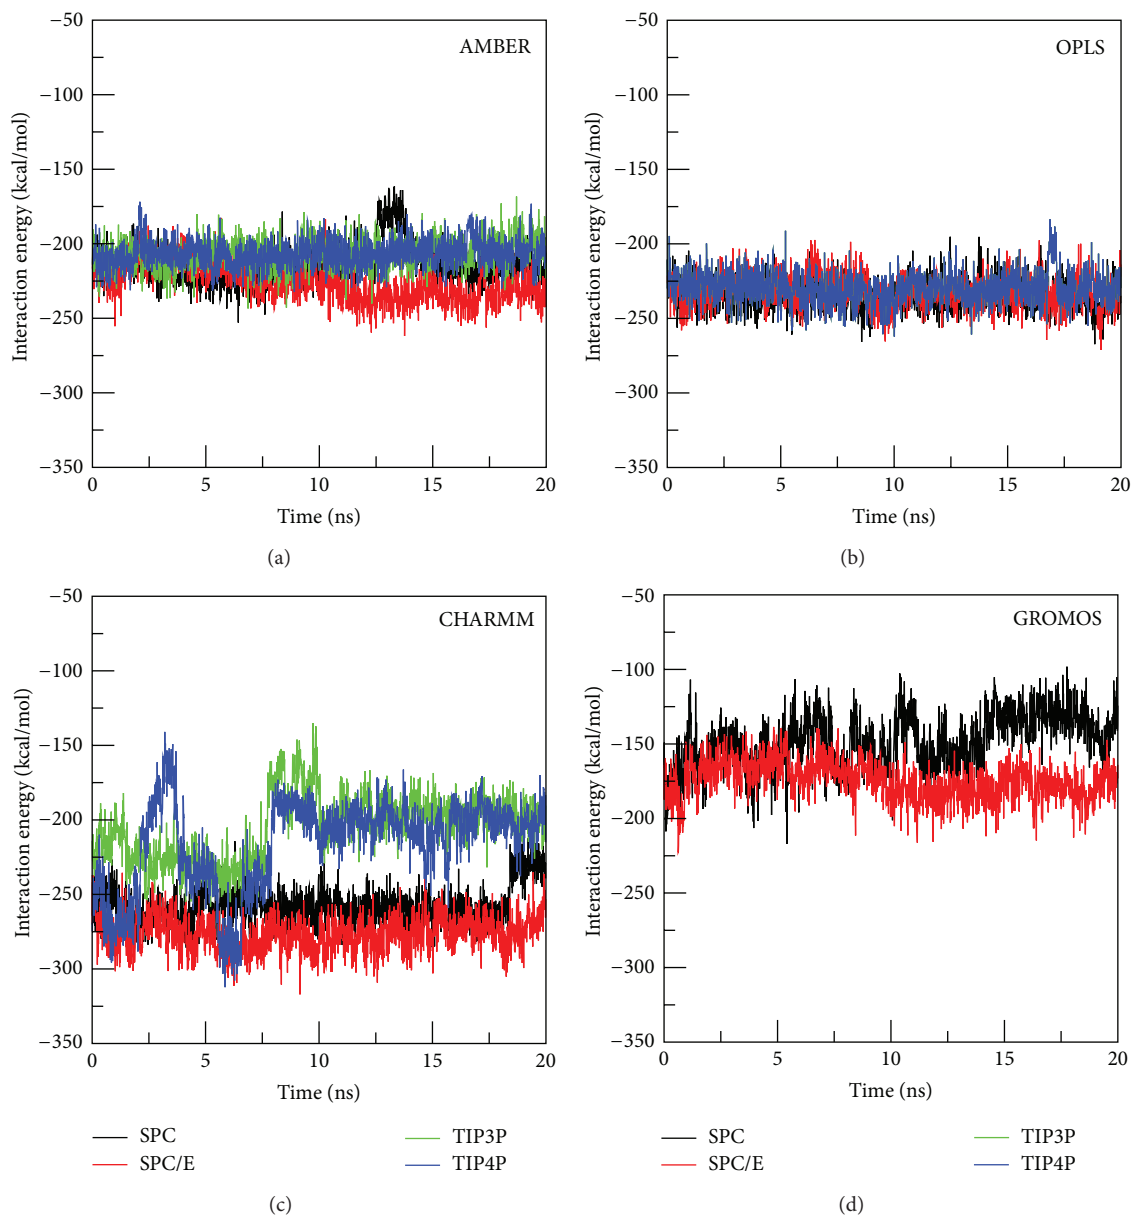 −50
−100
−150
−200
−250
−300
−350
Interaction energy (kcal/mol)
AMBER
0
5
10
15
20
Time (ns)
(a)
−50
−100
−150
−200
−250
−300
−350
Interaction energy (kcal/mol)
OPLS
0
5
10
15
20
Time (ns)
(b)
−50
−100
−150
−200
−250
−300
−350
Interaction energy (kcal/mol)
CHARMM
0
5
10
15
20
Time (ns)
SPC
SPC/E
TIP3P
TIP4P
(c)
−50
−100
−150
−200
−250
−300
−350
Interaction energy (kcal/mol)
GROMOS
0
5
10
15
20
Time (ns)
SPC
SPC/E
TIP3P
TIP4P
(d)